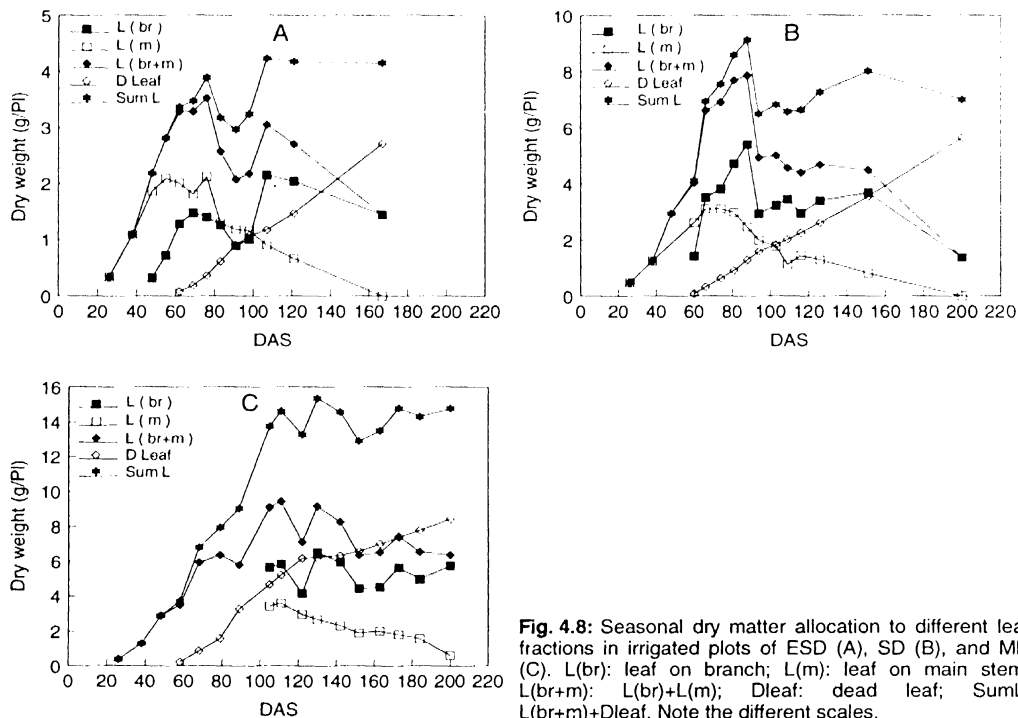 A
L ( br )
L ( m )
L ( br+m )
D Leaf
Sum L
Dry weight (g/Pl)
5
4
3
2
1
0
0 20 40 60 80 100 120 140 160 180 200 220
DAS
B
L ( br )
L ( m )
L ( br+m )
D Leaf
Sum L
Dry weight (g/Pl)
10
8
6
4
2
0
0 20 40 60 80 100 120 140 160 180 200 220
DAS
C
L ( br )
L ( m )
L ( br+m )
D Leaf
Sum L
Dry weight (g/Pl)
16
14
12
10
8
6
4
2
0
0 20 40 60 80 100 120 140 160 180 200 220
DAS
Fig. 4.8: Seasonal dry matter allocation to different lea
fractions in irrigated plots of ESD (A), SD (B), and M
(C). L(br): leaf on branch; L(m): leaf on main stem
L(br+m): L(br)+L(m); Dleaf: dead leaf; SumL
L(br+m)+Dleaf. Note the different scales.